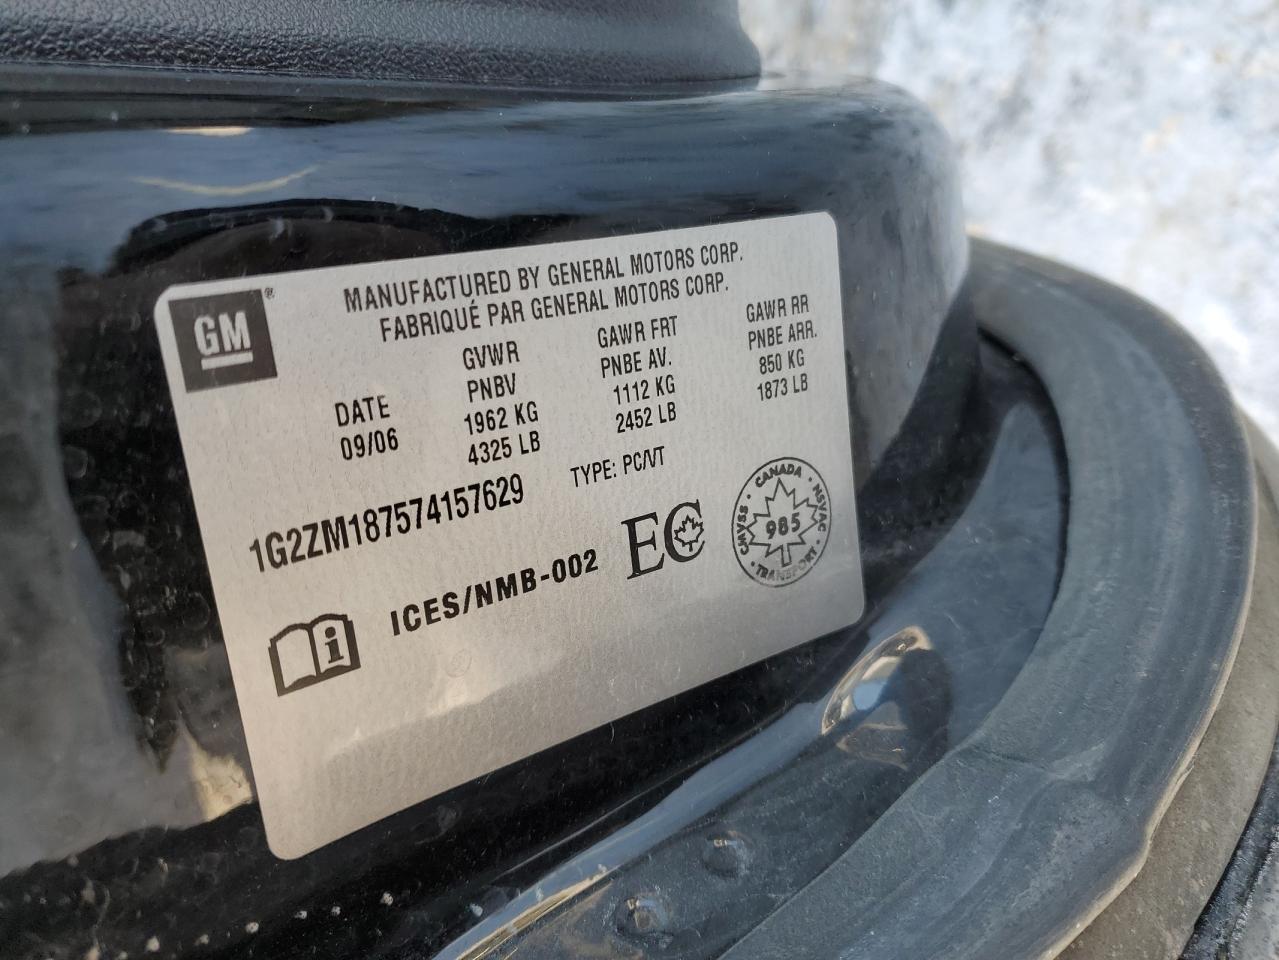 GM®
MANUFACTURED BY GENERAL MOTORS CORP.
FABRIQUÉ PAR GENERAL MOTORS CORP.
DATE
09/06
GVWR
PNBV
1962 KG
4325 LB
GAWR FRT
PNBE AV.
1112 KG
2452 LB
GAWR RR
PNBE ARR.
850 KG
1873 LB
1G2ZM187574157629
TYPE: PC/VT
ICES/NMB-002
EC
CANADA · NSVAC · TRANSPORT · CMVSS ·
985
i